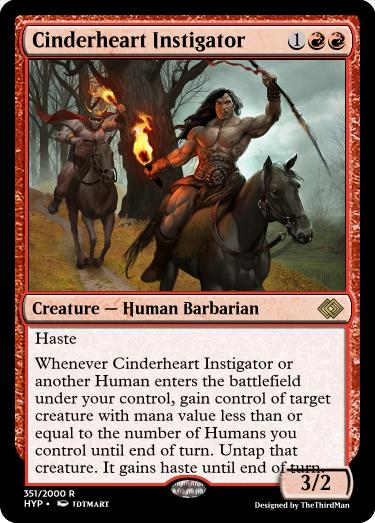 Cinderheart Instigator 1
Creature — Human Barbarian
Haste
Whenever Cinderheart Instigator or
another Human enters the battlefield
under your control, gain control of target
creature with mana value less than or
equal to the number of Humans you
control until end of turn. Untap that
creature. It gains haste until end of turn.
3/2
351/2000 R
HYP • JDTMART
Designed by TheThirdMan